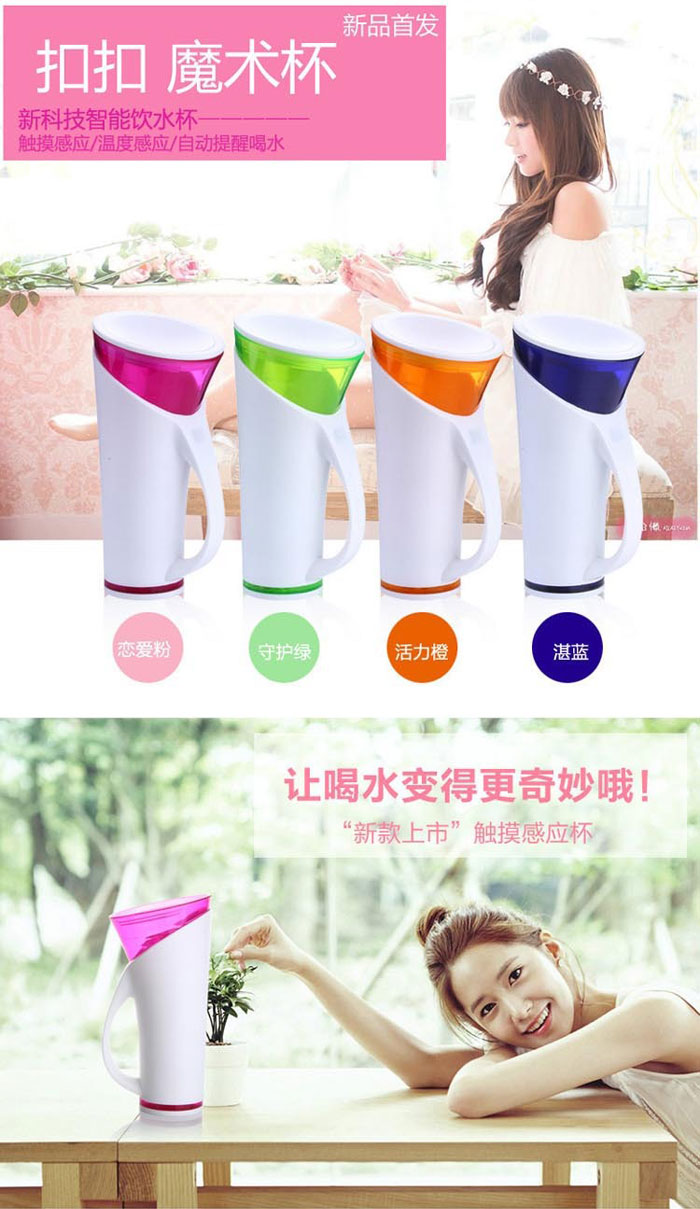 新品首发
扣扣 魔术杯
新科技智能饮水杯—————
触摸感应/温度感应/自动提醒喝水
恋爱粉
守护绿
活力橙
湛蓝
让喝水变得更奇妙哦！
“新款上市”触摸感应杯